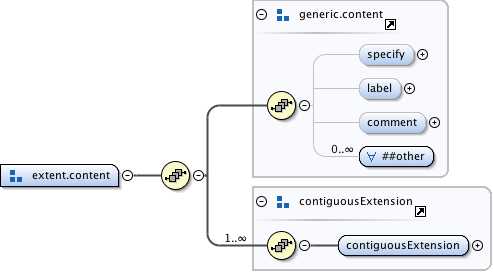 generic.content
specify
label
comment
0..∞
∀ ##other
extent.content
contiguousExtension
1..∞
contiguousExtension